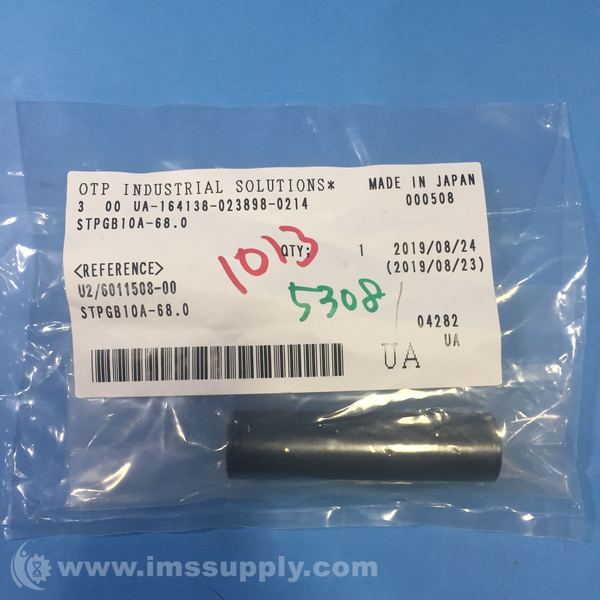 OTP INDUSTRIAL SOLUTIONS* MADE IN JAPAN
3 00 UA-164138-023898-0214 000508
STPGB10A-68.0
1013 QTY: 1 2019/08/24
<REFERENCE> (2019/08/23)
U2/6011508-00 5308
STPGB10A-68.0 04282
UA
UA
www.imssupply.com